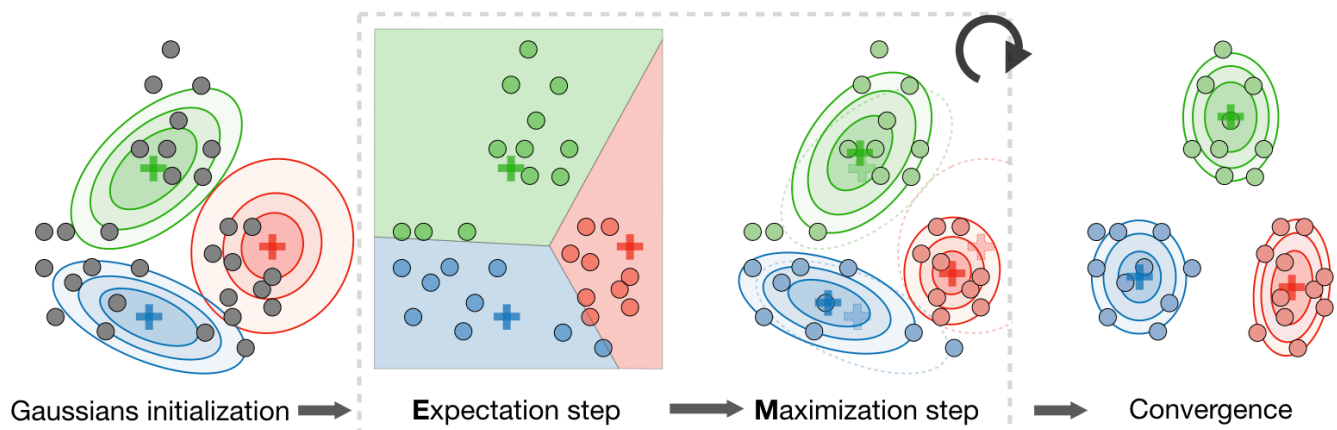 Gaussians initialization
Expectation step
Maximization step
Convergence